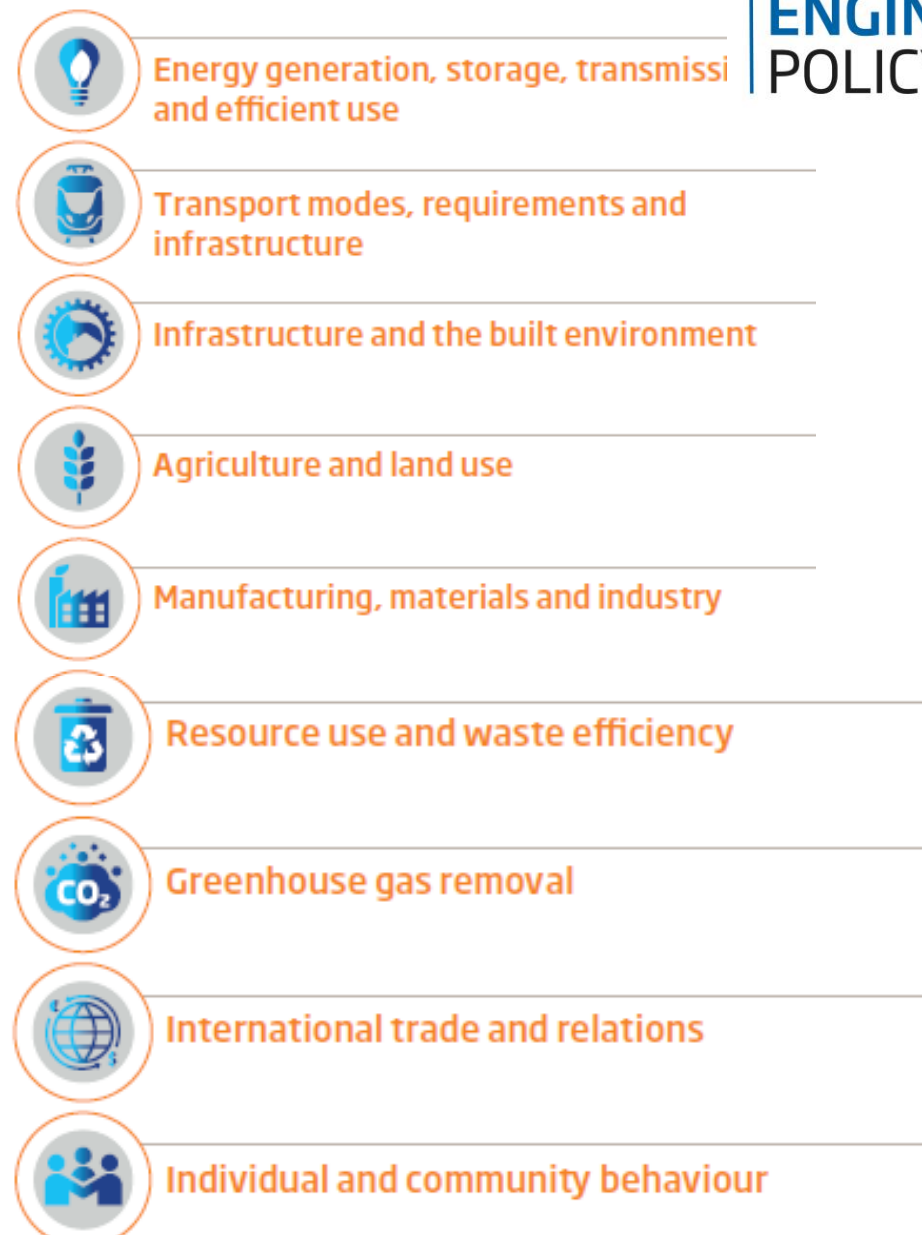 ENGIN
POLICY
Energy generation, storage, transmissi
and efficient use
Transport modes, requirements and
infrastructure
Infrastructure and the built environment
Agriculture and land use
Manufacturing, materials and industry
Resource use and waste efficiency
CO₂
Greenhouse gas removal
€
$
International trade and relations
Individual and community behaviour